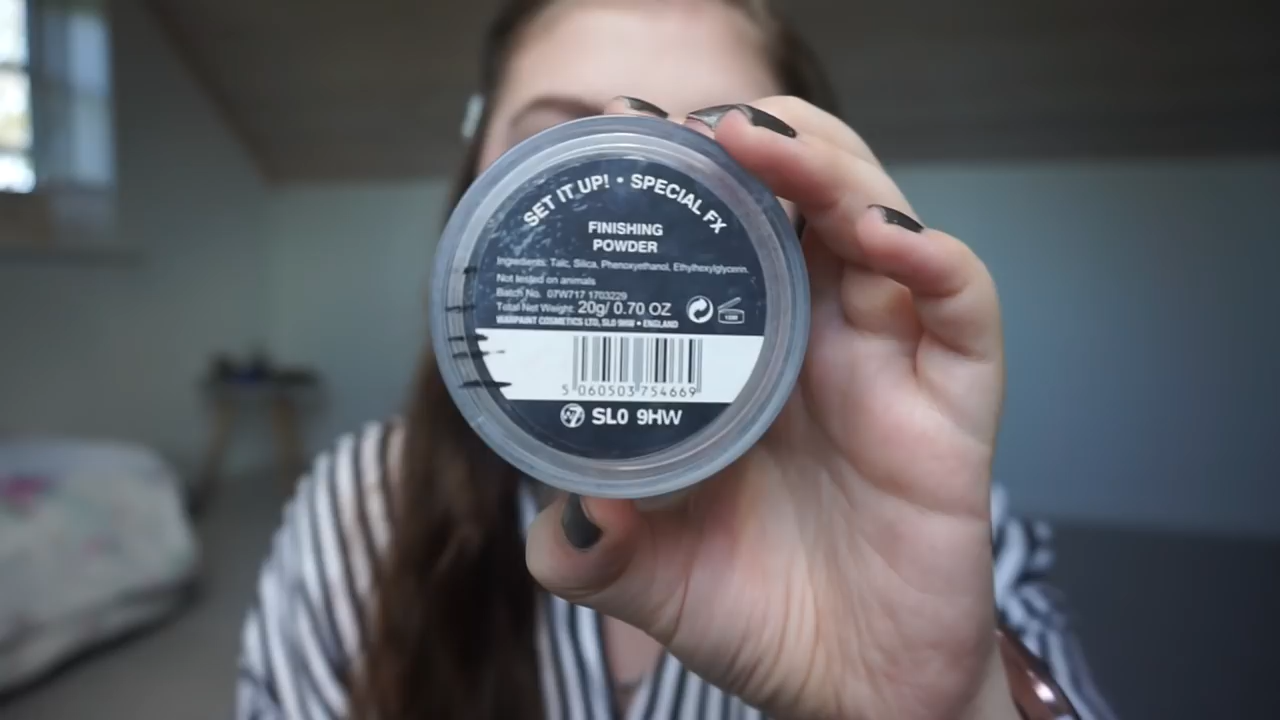 SET IT UP! • SPECIAL FX
FINISHING
POWDER
Ingredients: Talc, Silica, Phenoxyethanol, Ethylhexylglycerin.
Not tested on animals
Batch No. 07W717 1703229
Total Net Weight: 20g/ 0.70 OZ
WARPAINT COSMETICS LTD, SL0 9HW • ENGLAND
5 060503 754669
W7 SL0 9HW